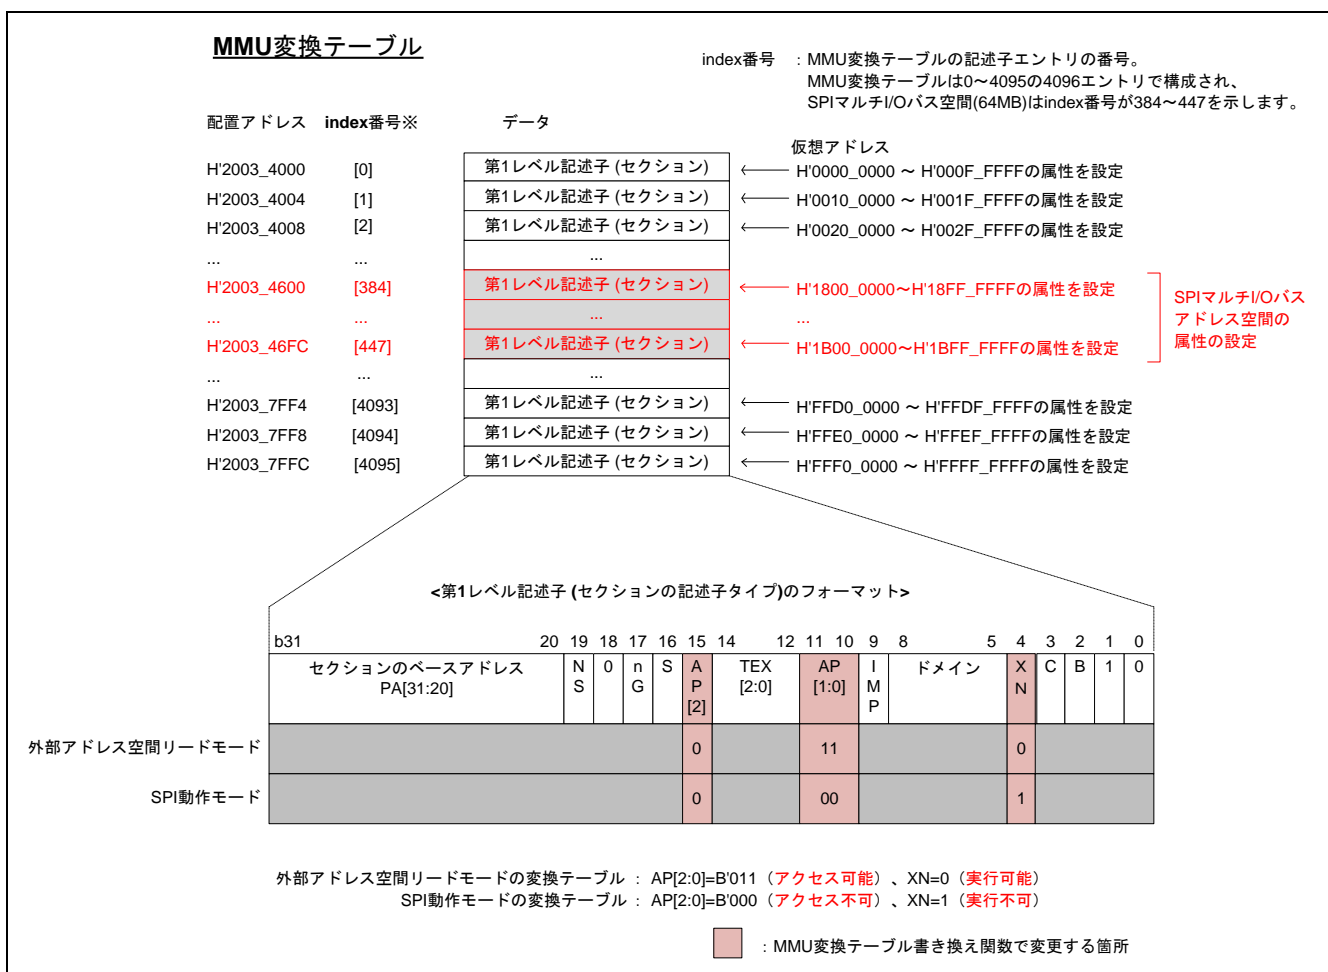 MMU変換テーブル
index番号 ：MMU変換テーブルの記述子エントリの番号。
MMU変換テーブルは0～4095の4096エントリで構成され、
SPIマルチI/Oバス空間(64MB)はindex番号が384～447を示します。
配置アドレス index番号※ データ
仮想アドレス
H'2003_4000 [0] 第1レベル記述子 (セクション) H'0000_0000 ～ H'000F_FFFFの属性を設定
H'2003_4004 [1] 第1レベル記述子 (セクション) H'0010_0000 ～ H'001F_FFFFの属性を設定
H'2003_4008 [2] 第1レベル記述子 (セクション) H'0020_0000 ～ H'002F_FFFFの属性を設定
... ... ...
H'2003_4600 [384] 第1レベル記述子 (セクション) H'1800_0000～H'18FF_FFFFの属性を設定
... ... ... ...
H'2003_46FC [447] 第1レベル記述子 (セクション) H'1B00_0000～H'1BFF_FFFFの属性を設定
SPIマルチI/Oバス
アドレス空間の
属性の設定
... ... ...
H'2003_7FF4 [4093] 第1レベル記述子 (セクション) H'FFD0_0000 ～ H'FFDF_FFFFの属性を設定
H'2003_7FF8 [4094] 第1レベル記述子 (セクション) H'FFE0_0000 ～ H'FFEF_FFFFの属性を設定
H'2003_7FFC [4095] 第1レベル記述子 (セクション) H'FFF0_0000 ～ H'FFFF_FFFFの属性を設定
<第1レベル記述子 (セクションの記述子タイプ)のフォーマット>
b31 20 19 18 17 16 15 14 12 11 10 9 8 5 4 3 2 1 0
セクションのベースアドレス
PA[31:20]
NS
0
nG
S
AP[2]
TEX
[2:0]
AP
[1:0]
IMP
ドメイン
XN
C
B
1
0
外部アドレス空間リードモード 0 11 0
SPI動作モード 0 00 1
外部アドレス空間リードモードの変換テーブル ： AP[2:0]=B'011（アクセス可能）、XN=0（実行可能）
SPI動作モードの変換テーブル ： AP[2:0]=B'000（アクセス不可）、XN=1（実行不可）
：MMU変換テーブル書き換え関数で変更する箇所